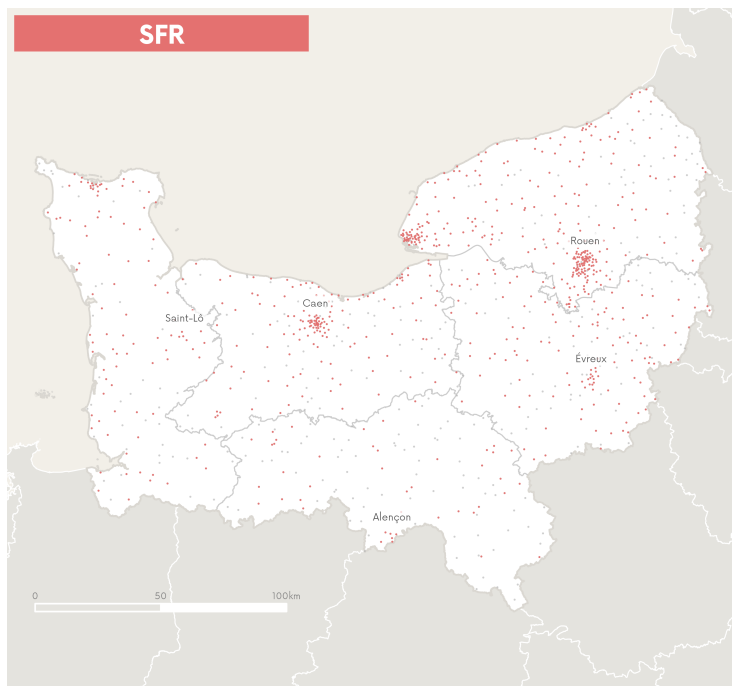 SFR
Rouen
Caen
Saint-Lô
Évreux
Alençon
0 50 100km